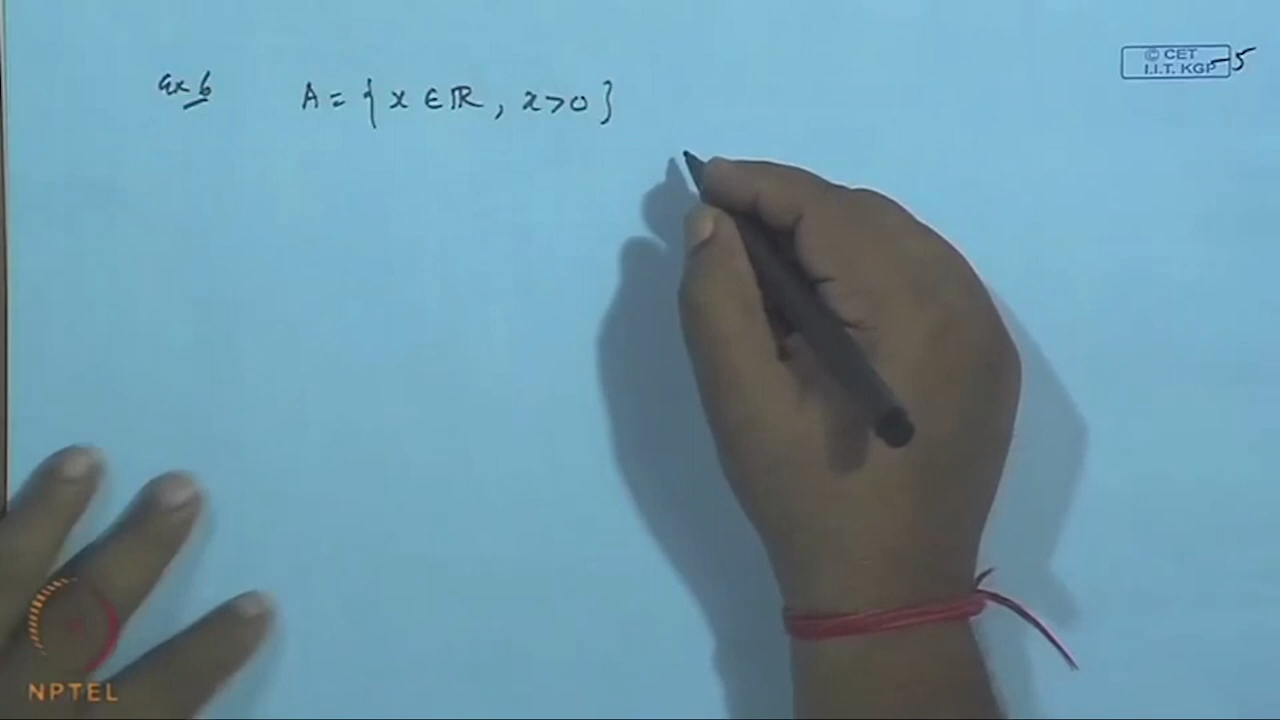 Ex 6 A = { x ∈ ℝ, x > 0 }
© CET
I.I.T. KGP -5
NPTEL